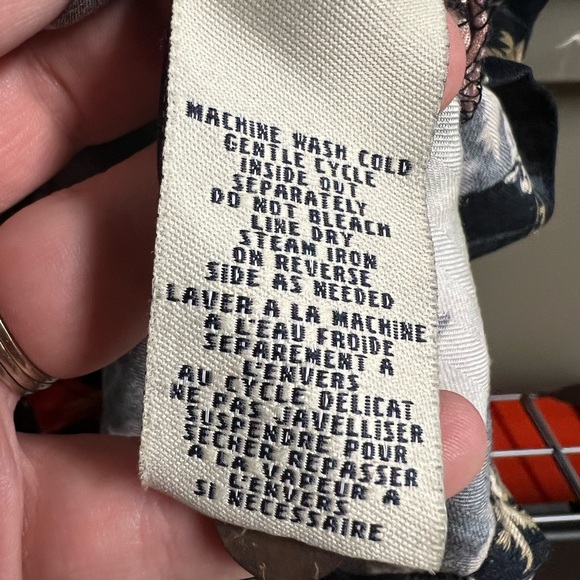 MACHINE WASH COLD
GENTLE CYCLE
INSIDE OUT
SEPARATELY
DO NOT BLEACH
LINE DRY
STEAM IRON
ON REVERSE
SIDE AS NEEDED
LAVER A LA MACHINE
A L'EAU FROIDE
SEPAREMENT A
L'ENVERS
AU CYCLE DELICAT
NE PAS JAVELLISER
SUSPENDRE POUR
SECHER REPASSER
A LA VAPEUR A
L'ENVERS
SI NECESSAIRE